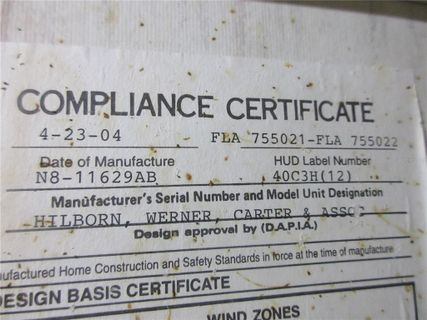 COMPLIANCE CERTIFICATE
4-23-04 FLA 755021-FLA 755022
Date of Manufacture HUD Label Number
N8-11629AB 40C3H(12)
Manufacturer's Serial Number and Model Unit Designation
HILBORN, WERNER, CARTER & ASSOC
Design approval by (D.A.P.I.A.)
nufactured Home Construction and Safety Standards in force at the time of manufacture
DESIGN BASIS CERTIFICATE
WIND ZONES